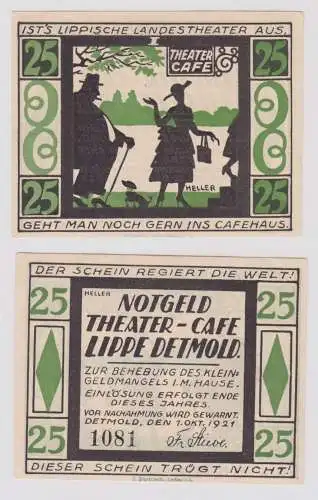 IST'S LIPPISCHE LANDESTHEATER AUS,
25 THEATER 25
CAFE
HELLER
25 25
GEHT MAN NOCH GERN INS CAFEHAUS.
DER SCHEIN REGIERT DIE WELT!
HELLER
25 NOTGELD 25
THEATER-CAFE
LIPPE DETMOLD.
ZUR BEHEBUNG DES KLEIN-
GELDMANGELS I.M. HAUSE.
EINLÖSUNG ERFOLGT ENDE
DIESES JAHRES.
VOR NACHAHMUNG WIRD GEWARNT.
25 DETMOLD, DEN 1. OKT. 1921 25
1081
DIESER SCHEIN TRÜGT NICHT!